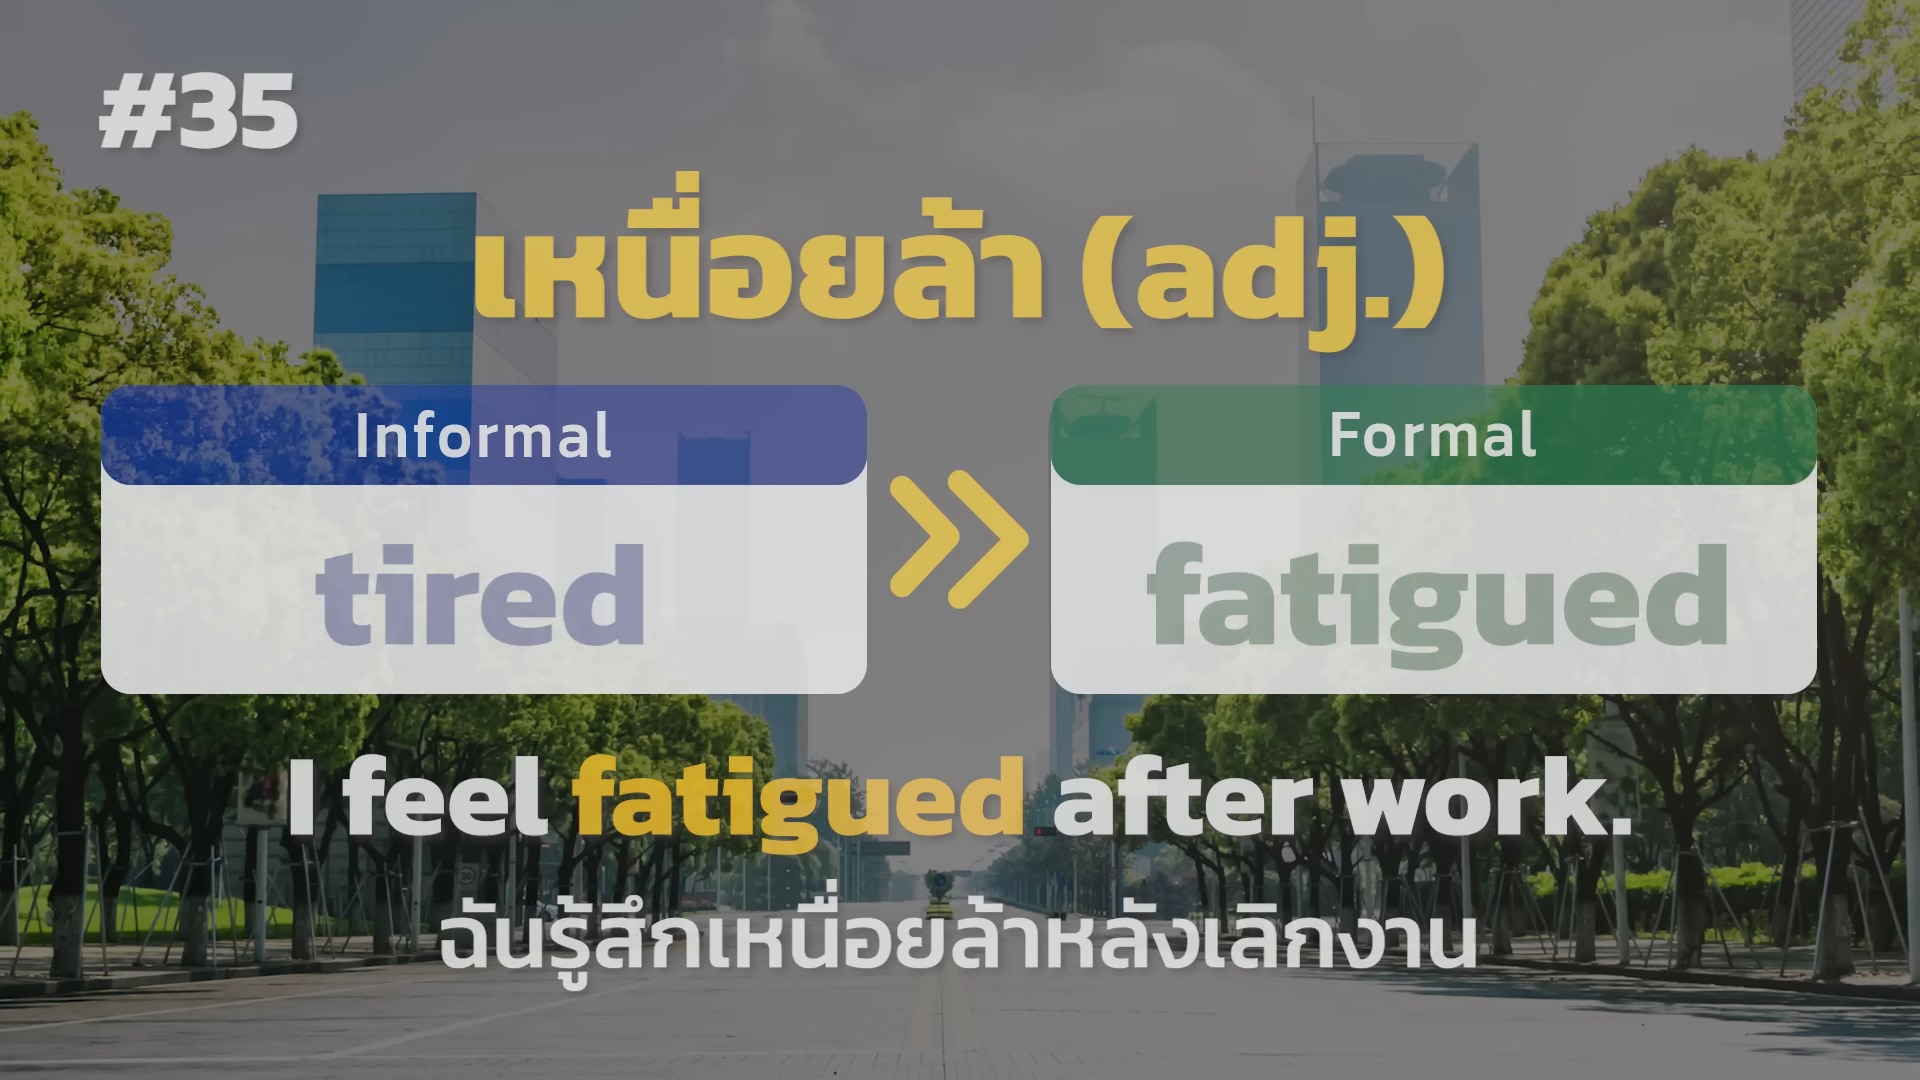 #35
เหนื่อยล้า (adj.)
Informal
tired
Formal
fatigued
I feel fatigued after work.
ฉันรู้สึกเหนื่อยล้าหลังเลิกงาน